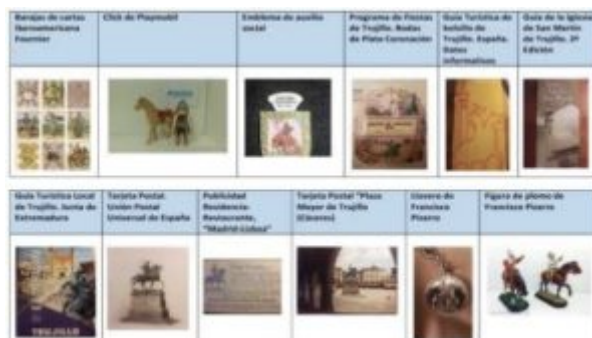 Barajas de cartas
Iberoamericana
Fournier
Click de Playmobil
Emblema de auxilio
social
Programa de Fiestas
de Trujillo. Bodas
de Plata Coronación
Guía Turística de
bolsillo de
Trujillo. España.
Datos
informativos
Guía de la Iglesia
de San Martín
de Trujillo. 2ª
Edición
Guía Turística Local
de Trujillo. Junta de
Extremadura
Tarjeta Postal.
Unión Postal
Universal de España
Publicidad
Residencia-
Restaurante,
"Madrid-Lisboa"
Tarjeta Postal "Plaza
Mayor de Trujillo
(Cáceres)
Llavero de
Francisco
Pizarro
Figura de plomo de
Francisco Pizarro
TRUJILLO